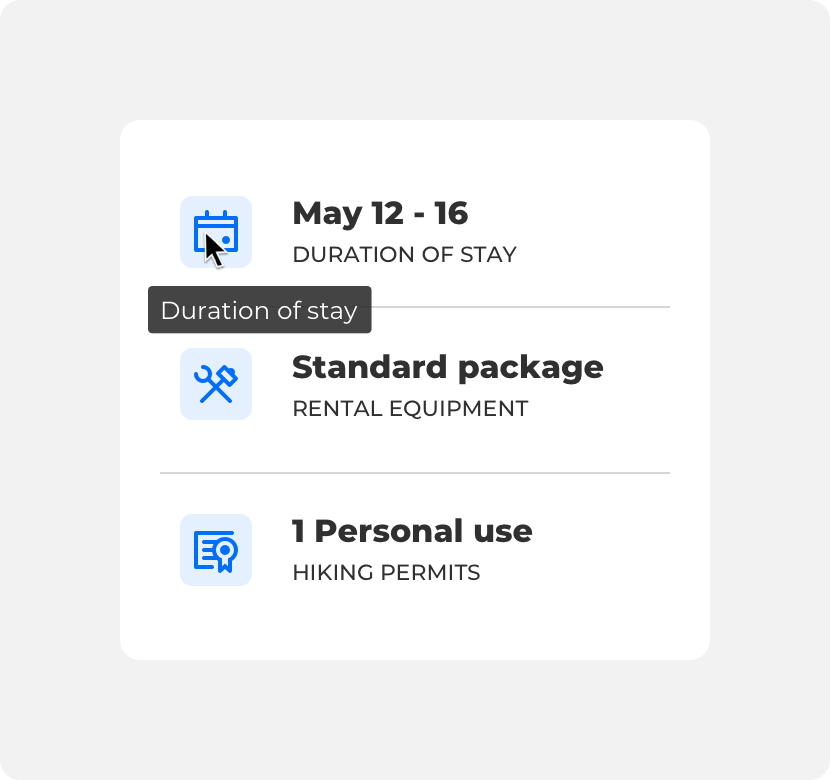 May 12 - 16
DURATION OF STAY
Duration of stay
Standard package
RENTAL EQUIPMENT
1 Personal use
HIKING PERMITS